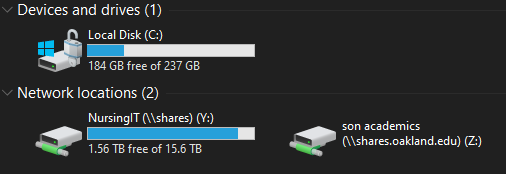 Devices and drives (1)
Local Disk (C:)
184 GB free of 237 GB
Network locations (2)
NursingIT (\\shares) (Y:)
1.56 TB free of 15.6 TB
son academics
(\\shares.oakland.edu) (Z:)